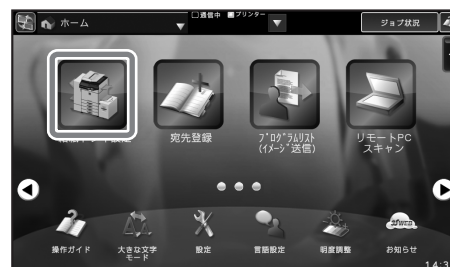 ホーム
□通信中 ■プリンター
ジョブ状況
宛先登録
プログラムリスト
(イメージ送信)
リモートPC
スキャン
操作ガイド
大きな文字
モード
設定
言語設定
明度調整
お知らせ